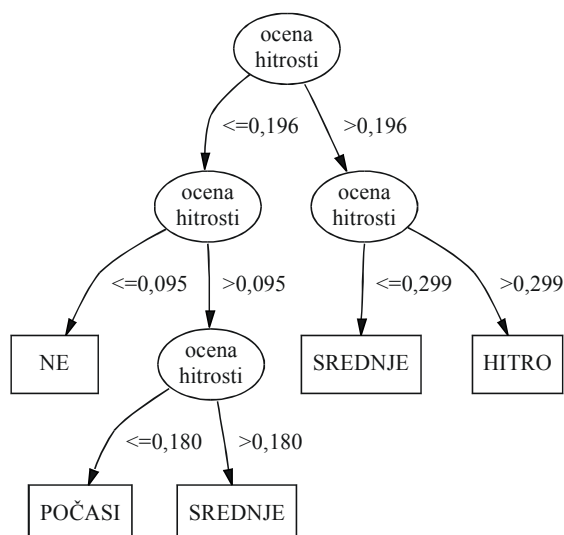 ocena
hitrosti
<=0,196
>0,196
ocena
hitrosti
ocena
hitrosti
<=0,095
>0,095
<=0,299
>0,299
NE
ocena
hitrosti
SREDNJE
HITRO
<=0,180
>0,180
POČASI
SREDNJE